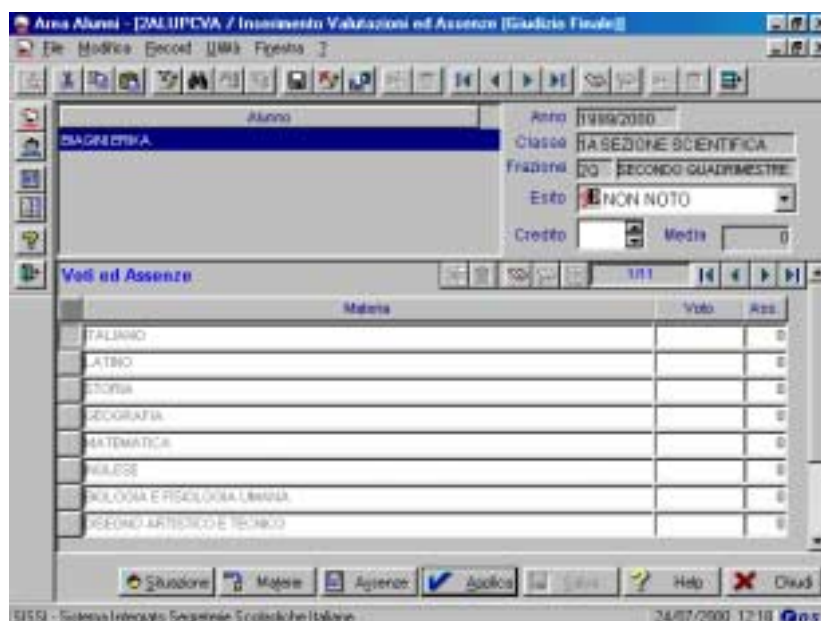 Area Alunni - [2ALUPCVA / Inserimento Valutazioni ed Assenze (Giudizio Finale)]
File Modifica Record Utilità Finestra ?
Alunno
BIAGINI ERIKA
Anno 1999/2000
Classe 1A SEZIONE SCIENTIFICA
Frazione 2Q SECONDO QUADRIMESTRE
Esito NON NOTO
Credito Media 0
Voti ed Assenze 1/11
Materia Voto Ass.
ITALIANO 0
LATINO 0
STORIA 0
GEOGRAFIA 0
MATEMATICA 0
INGLESE 0
BIOLOGIA E FISIOLOGIA UMANA 0
DISEGNO ARTISTICO E TECNICO 0
Situazione Materie Assenze Applica Salva Help Chiudi
SISSI - Sistema Integrato Segreterie Scolastiche Italiane 24/07/2000 12:18